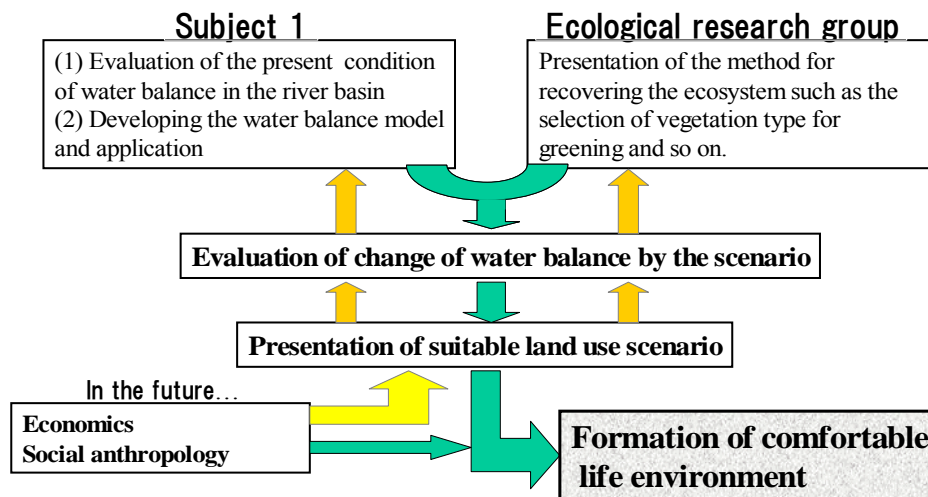 Subject 1
(1) Evaluation of the present condition
of water balance in the river basin
(2) Developing the water balance model
and application
Ecological research group
Presentation of the method for
recovering the ecosystem such as the
selection of vegetation type for
greening and so on.
Evaluation of change of water balance by the scenario
Presentation of suitable land use scenario
In the future...
Economics
Social anthropology
Formation of comfortable
life environment